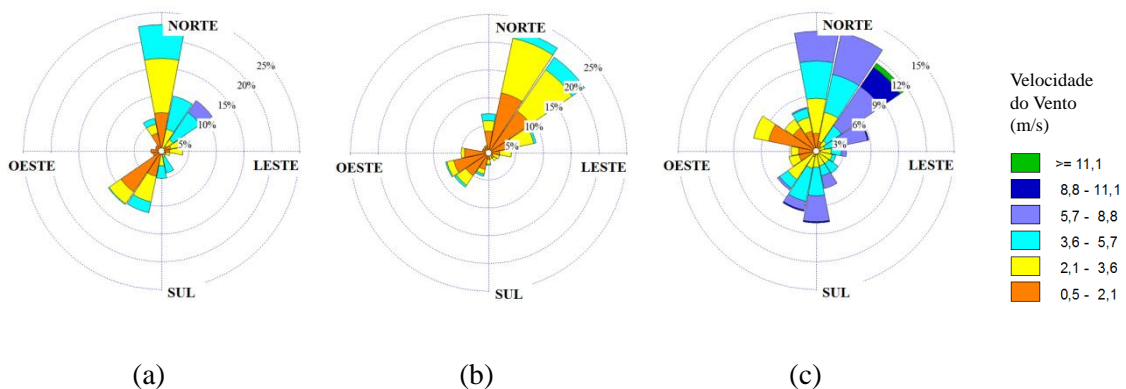 NORTE
25%
20%
15%
10%
5%
OESTE
LESTE
SUL
(a)
NORTE
25%
20%
15%
10%
5%
OESTE
LESTE
SUL
(b)
NORTE
15%
12%
9%
6%
3%
OESTE
LESTE
SUL
(c)
Velocidade
do Vento
(m/s)
>= 11,1
8,8 - 11,1
5,7 - 8,8
3,6 - 5,7
2,1 - 3,6
0,5 - 2,1